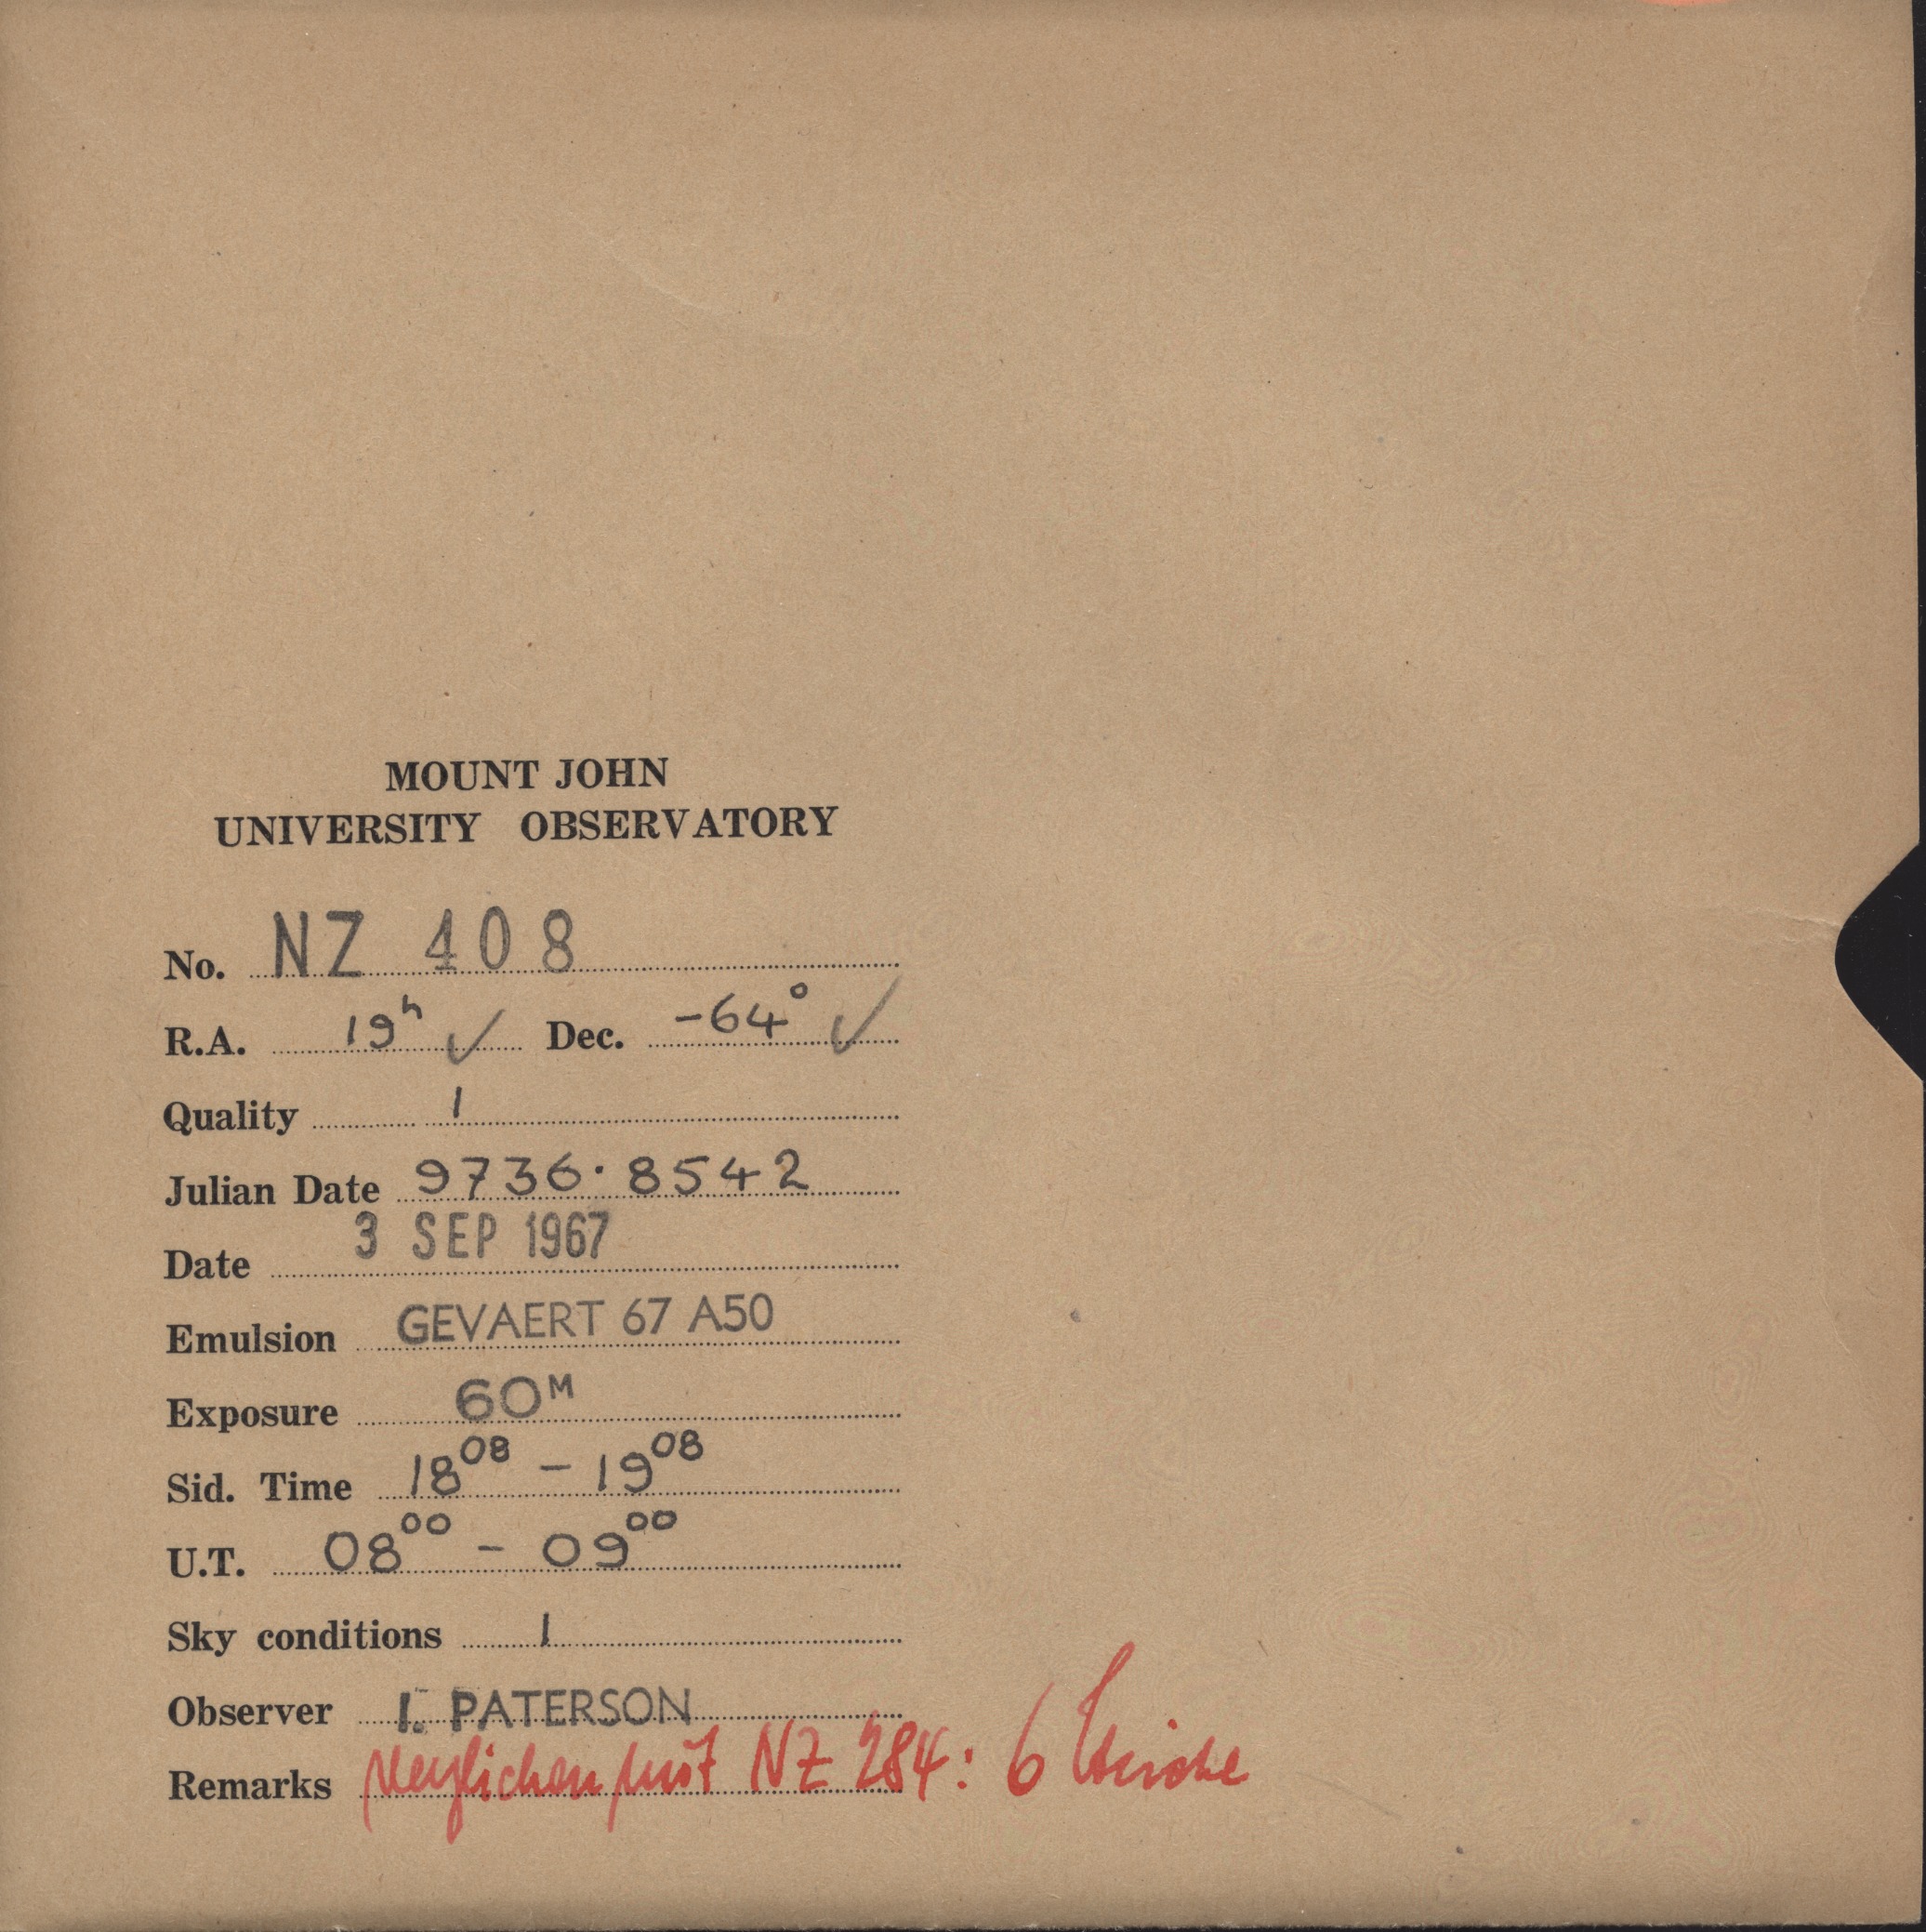 MOUNT JOHN
UNIVERSITY OBSERVATORY
No. NZ 408
R.A. 19h ✓ Dec. -64° ✓
Quality 1
Julian Date 9736.8542
Date 3 SEP 1967
Emulsion GEVAERT 67 A50
Exposure 60M
Sid. Time 18 08 - 19 08
U.T. 08 00 - 09 00
Sky conditions 1
Observer I. PATERSON
Remarks verglichen mit NZ 284: 6